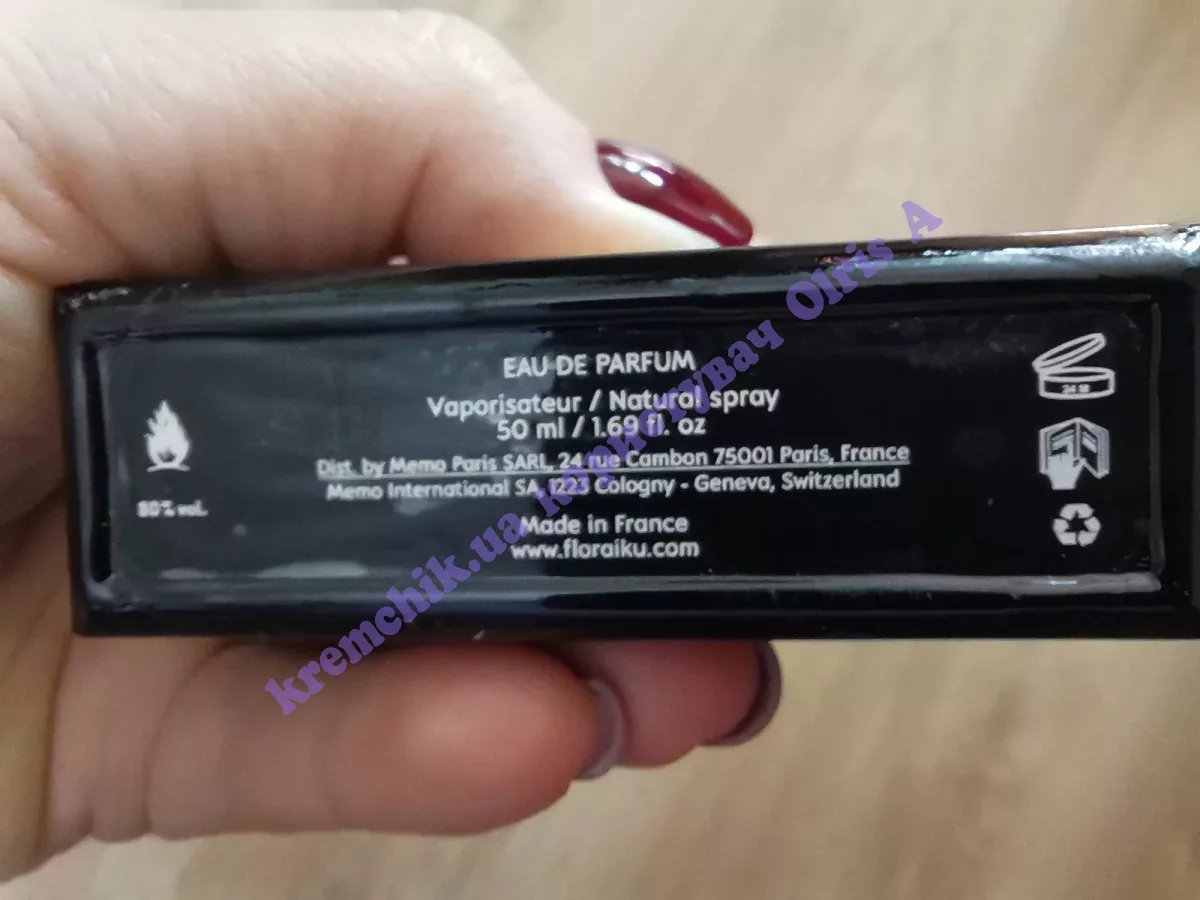 EAU DE PARFUM
Vaporisateur / Natural spray
50 ml / 1.69 fl. oz
Dist. by Memo Paris SARL, 24 rue Cambon 75001 Paris, France
Memo International SA, 1223 Cologny - Geneva, Switzerland
Made in France
www.floraiku.com
80% vol.
24 M
kremchik.ua користувач Olris A